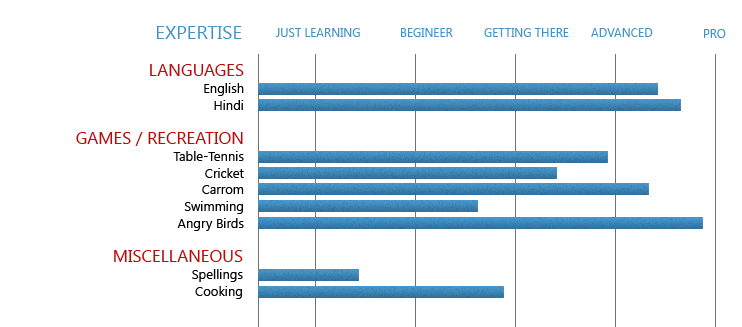 EXPERTISE JUST LEARNING BEGINEER GETTING THERE ADVANCED PRO
LANGUAGES
English
Hindi
GAMES / RECREATION
Table-Tennis
Cricket
Carrom
Swimming
Angry Birds
MISCELLANEOUS
Spellings
Cooking